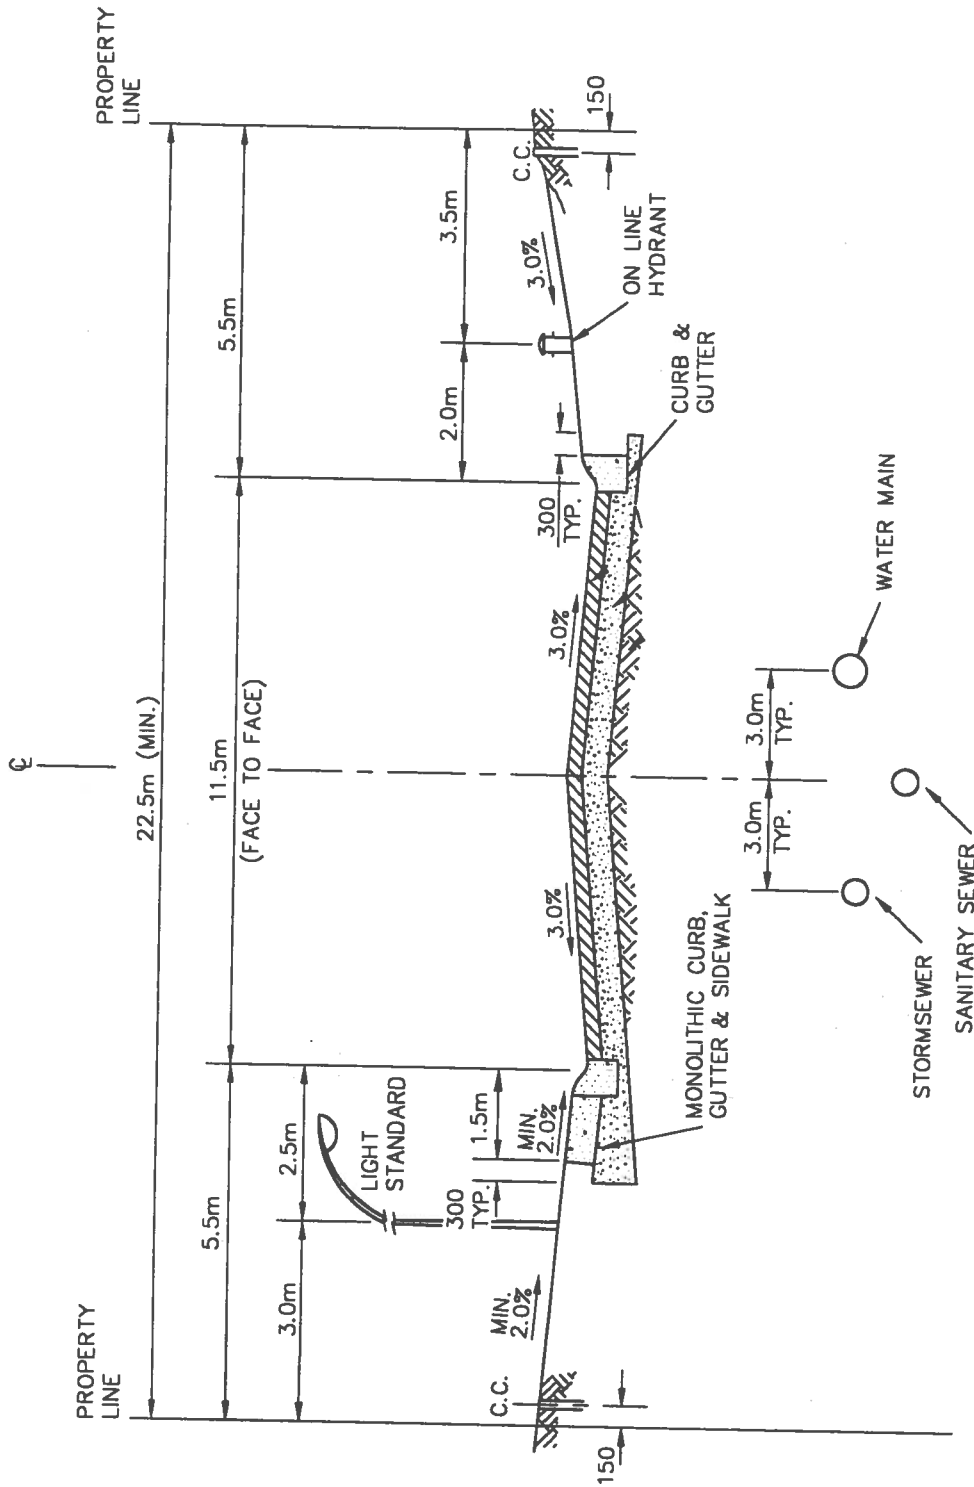 ℄
PROPERTY
LINE
PROPERTY
LINE
22.5m (MIN.)
5.5m
11.5m
(FACE TO FACE)
5.5m
3.0m
2.5m
2.0m
3.5m
LIGHT
STANDARD
1.5m
300
TYP.
300
TYP.
C.C.
C.C.
150
150
MIN.
2.0%
MIN.
2.0%
3.0%
3.0%
3.0%
ON LINE
HYDRANT
CURB &
GUTTER
MONOLITHIC CURB,
GUTTER & SIDEWALK
3.0m
TYP.
3.0m
TYP.
STORMSEWER
SANITARY SEWER
WATER MAIN